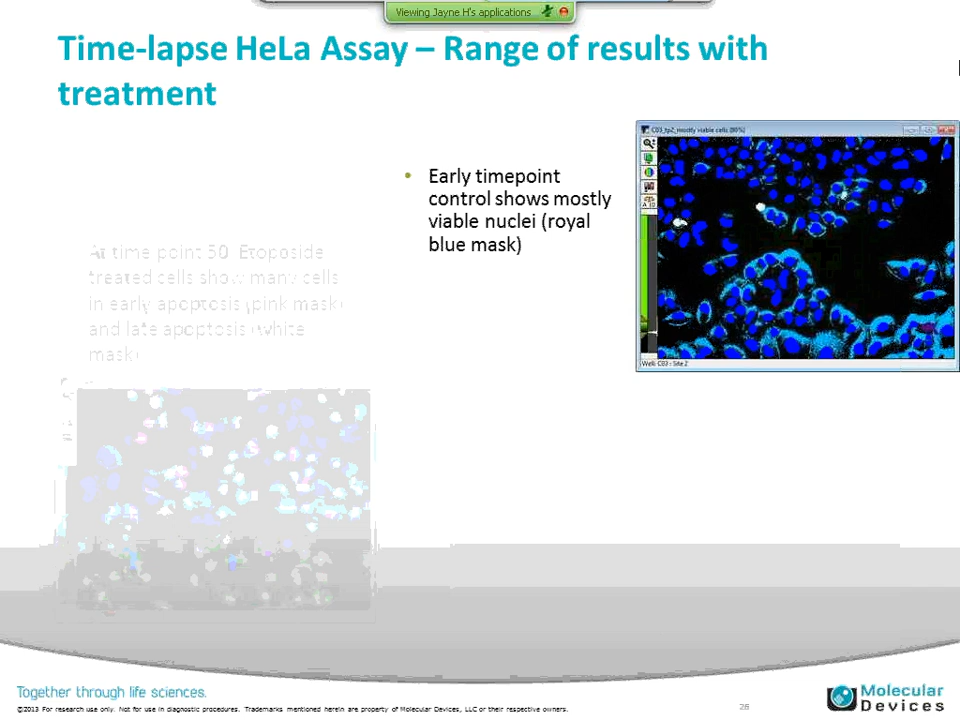 Viewing Jayne H's applications
Time-lapse HeLa Assay – Range of results with
treatment
• Early timepoint
control shows mostly
viable nuclei (royal
blue mask)
At time point 50 Etoposide
treated cells show many cells
in early apoptosis (pink mask)
and late apoptosis (white
mask)
C03_tp2_mostly viable cells (80%)
Well: C03 : Site 2
Together through life sciences.
©2013 For research use only. Not for use in diagnostic procedures. Trademarks mentioned herein are property of Molecular Devices, LLC or their respective owners.
Molecular
Devices